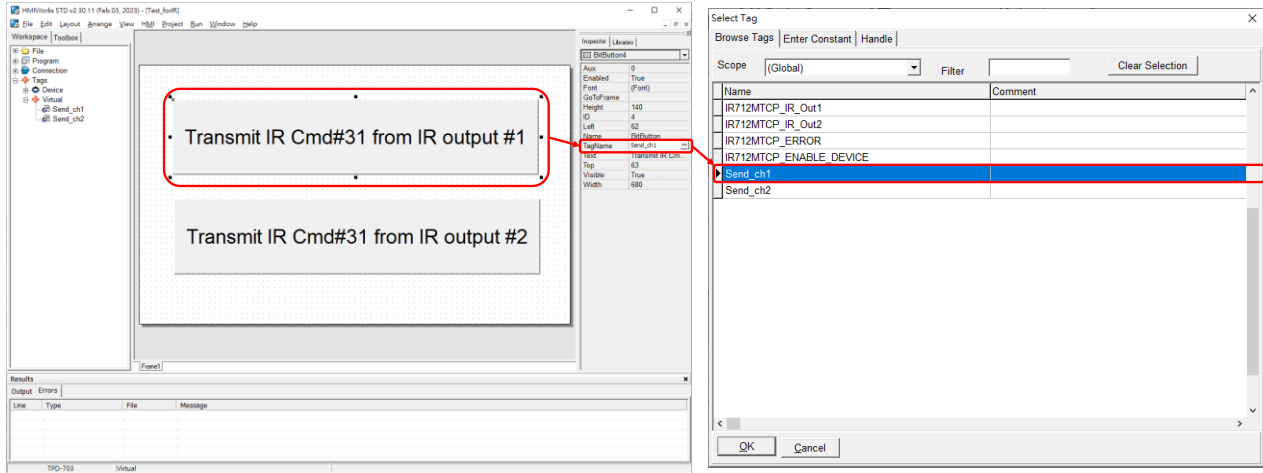 HMIWorks STD v2.30.11 (Feb.03, 2023) - [Test_forIR]
File Edit Layout Arrange View HMI Project Run Window Help
Workspace Toolbox
File
Program
Connection
Tags
Device
Virtual
Send_ch1
Send_ch2
Transmit IR Cmd#31 from IR output #1
Transmit IR Cmd#31 from IR output #2
Frame1
Inspector Libraries
BitButton4
Aux 0
Enabled True
Font (Font)
GoToFrame
Height 140
ID 4
Left 62
Name BitButton
TagName Send_ch1 ...
Text Transmit IR Cm...
Top 63
Visible True
Width 680
Results
Output Errors
Line Type File Message
TPD-703 Virtual
Select Tag
Browse Tags Enter Constant Handle
Scope (Global) Filter Clear Selection
Name Comment
IR712MTCP_IR_Out1
IR712MTCP_IR_Out2
IR712MTCP_ERROR
IR712MTCP_ENABLE_DEVICE
Send_ch1
Send_ch2
OK Cancel